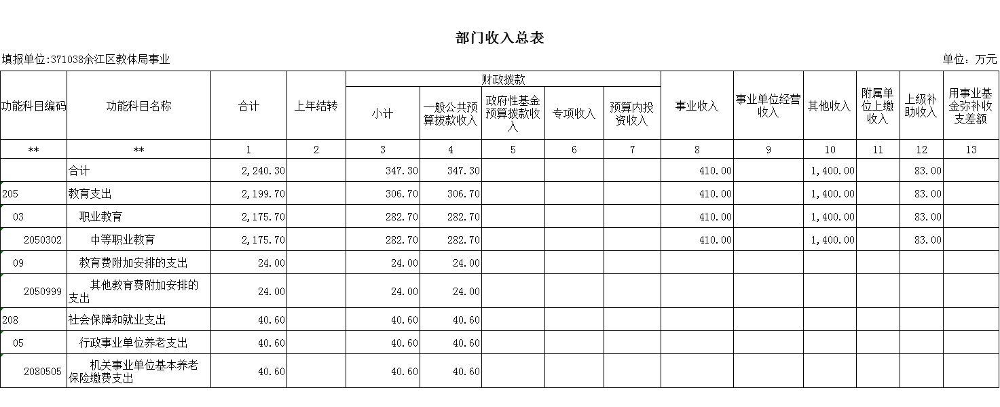 部门收入总表
填报单位:371038余江区教体局事业 单位：万元
功能科目编码 功能科目名称 合计 上年结转 财政拨款 事业收入 事业单位经营收入 其他收入 附属单位上缴收入 上级补助收入 用事业基金弥补收支差额
小计 一般公共预算拨款收入 政府性基金预算拨款收入 专项收入 预算内投资收入
** ** 1 2 3 4 5 6 7 8 9 10 11 12 13
合计 2,240.30 347.30 347.30 410.00 1,400.00 83.00
205 教育支出 2,199.70 306.70 306.70 410.00 1,400.00 83.00
03 职业教育 2,175.70 282.70 282.70 410.00 1,400.00 83.00
2050302 中等职业教育 2,175.70 282.70 282.70 410.00 1,400.00 83.00
09 教育费附加安排的支出 24.00 24.00 24.00
2050999 其他教育费附加安排的支出 24.00 24.00 24.00
208 社会保障和就业支出 40.60 40.60 40.60
05 行政事业单位养老支出 40.60 40.60 40.60
2080505 机关事业单位基本养老保险缴费支出 40.60 40.60 40.60